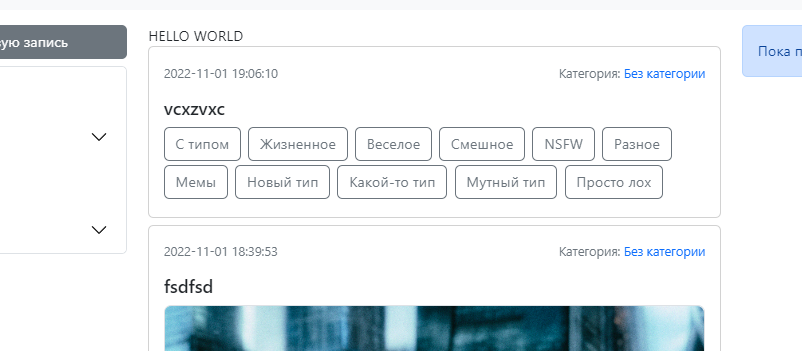 вую запись
HELLO WORLD
2022-11-01 19:06:10 Категория: Без категории
VCXZVXC
С типом Жизненное Веселое Смешное NSFW Разное
Мемы Новый тип Какой-то тип Мутный тип Просто лох
2022-11-01 18:39:53 Категория: Без категории
fsdfsd
Пока п